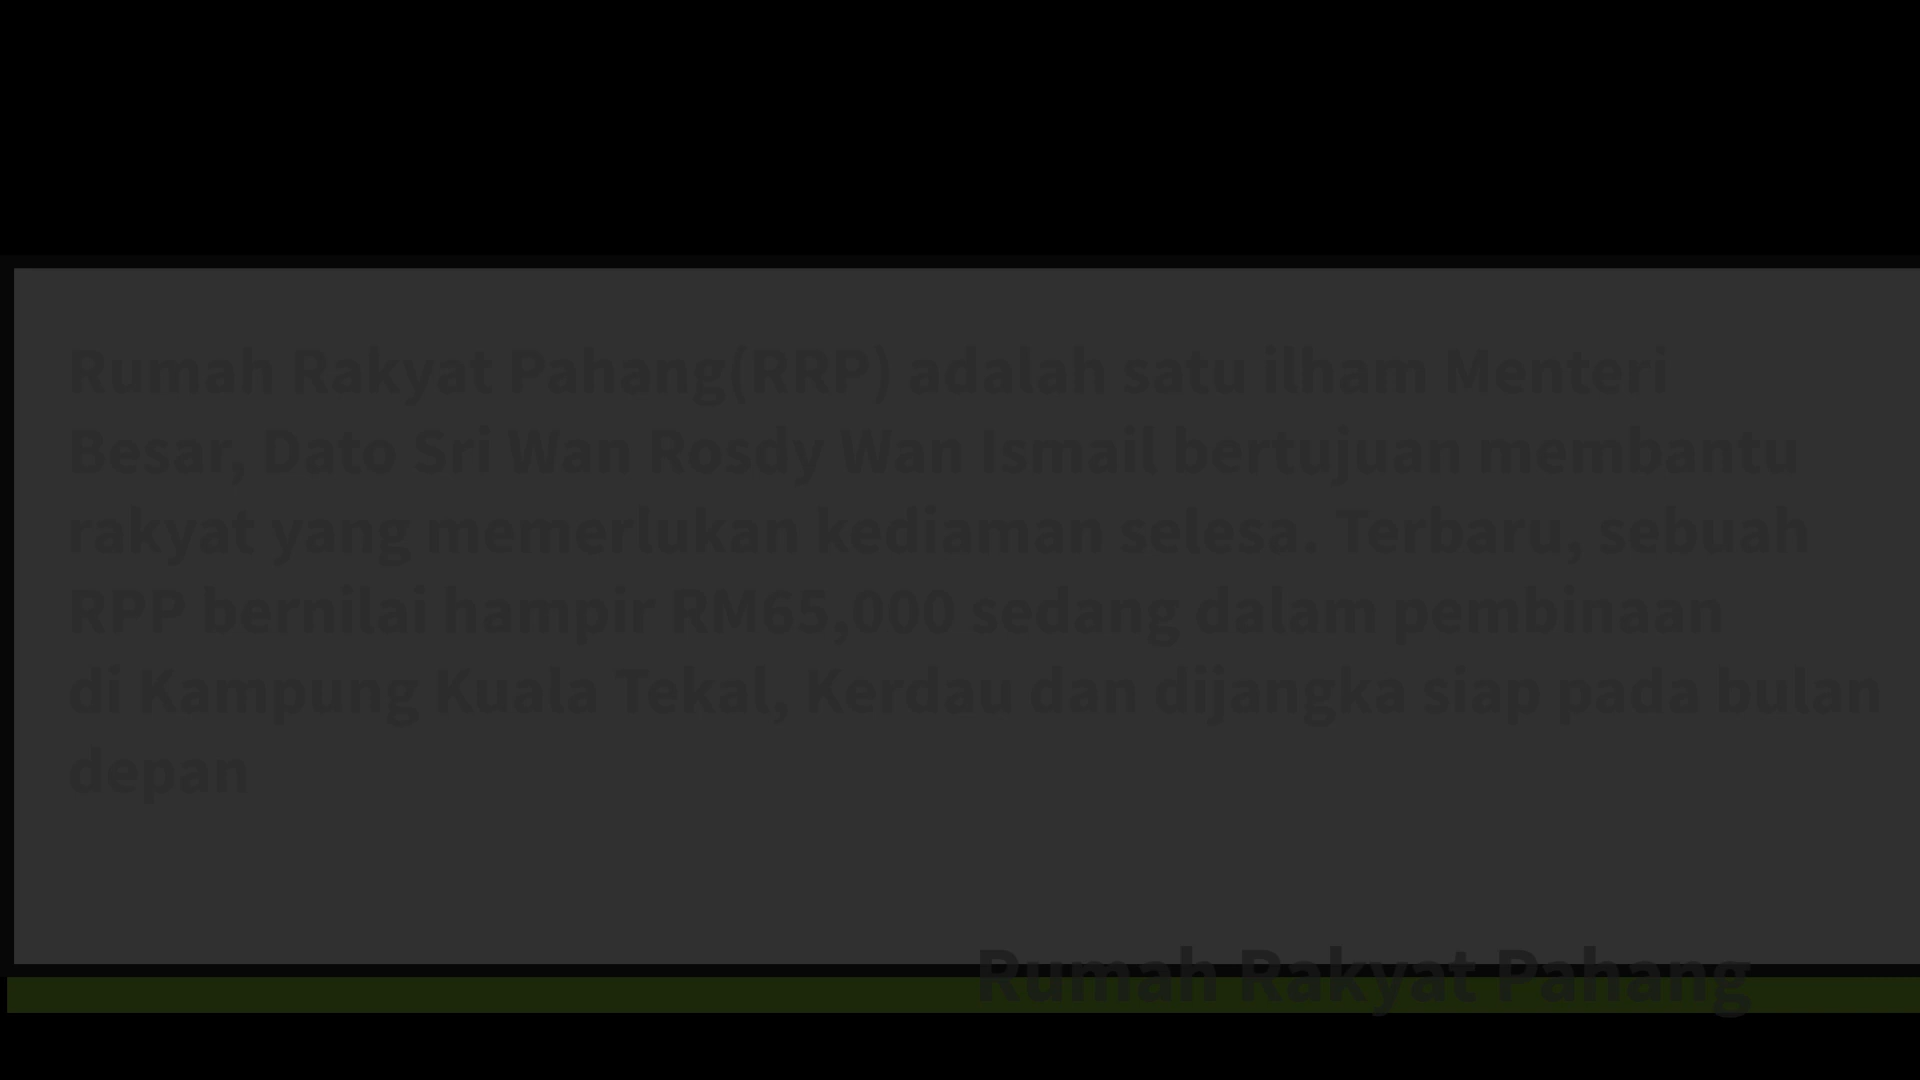 Rumah Rakyat Pahang(RRP) adalah satu ilham Menteri
Besar, Dato Sri Wan Rosdy Wan Ismail bertujuan membantu
rakyat yang memerlukan kediaman selesa. Terbaru, sebuah
RPP bernilai hampir RM65,000 sedang dalam pembinaan
di Kampung Kuala Tekal, Kerdau dan dijangka siap pada bulan
depan
Rumah Rakyat Pahang